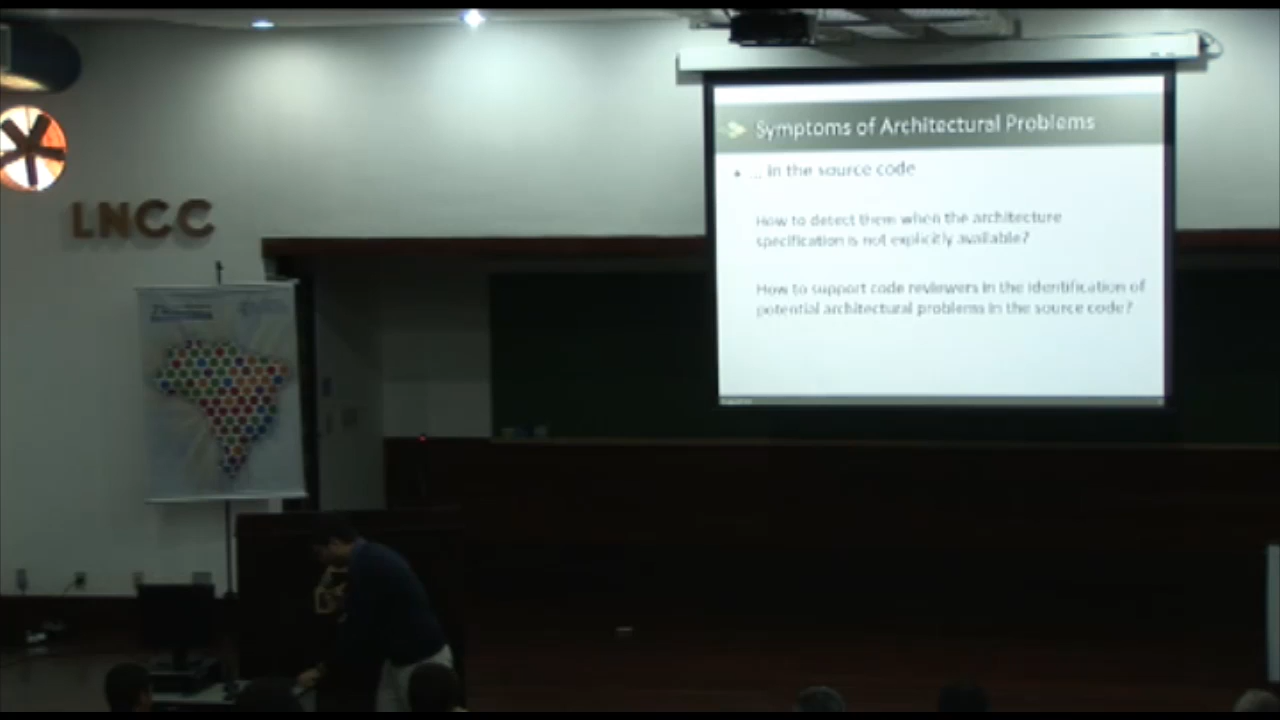 Symptoms of Architectural Problems
... in the source code
How to detect them when the architecture
specification is not explicitly available?
How to support code reviewers in the identification of
potential architectural problems in the source code?
LNCC